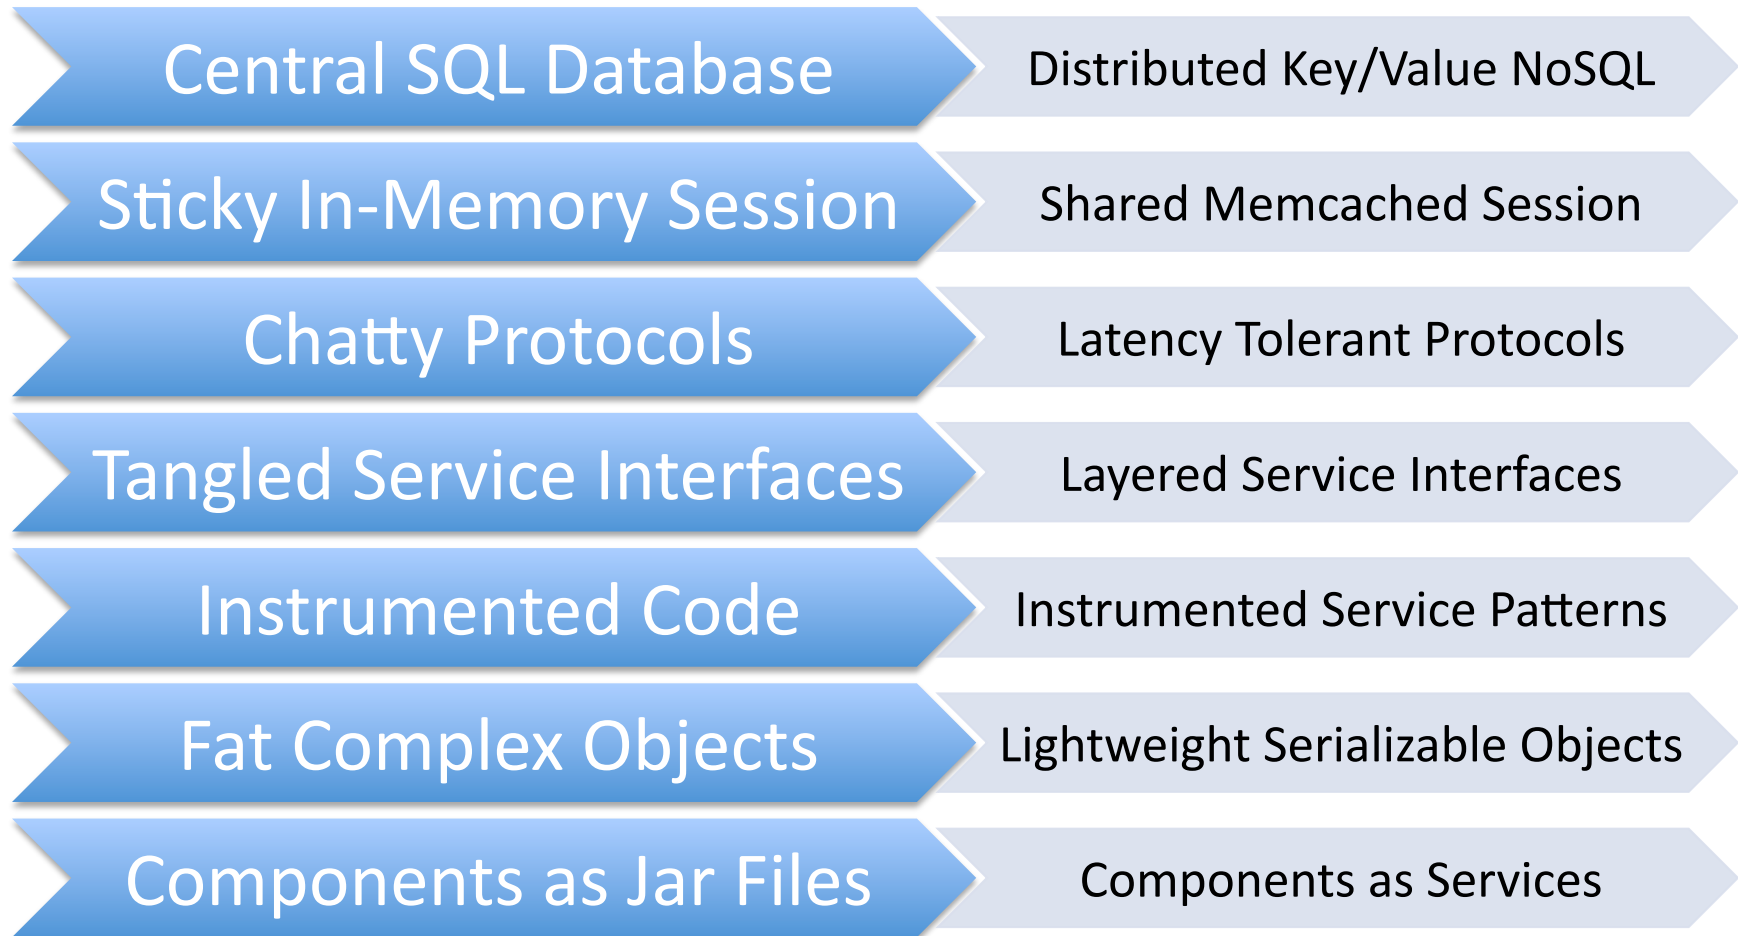 Central SQL Database
Distributed Key/Value NoSQL
Sticky In-Memory Session
Shared Memcached Session
Chatty Protocols
Latency Tolerant Protocols
Tangled Service Interfaces
Layered Service Interfaces
Instrumented Code
Instrumented Service Patterns
Fat Complex Objects
Lightweight Serializable Objects
Components as Jar Files
Components as Services